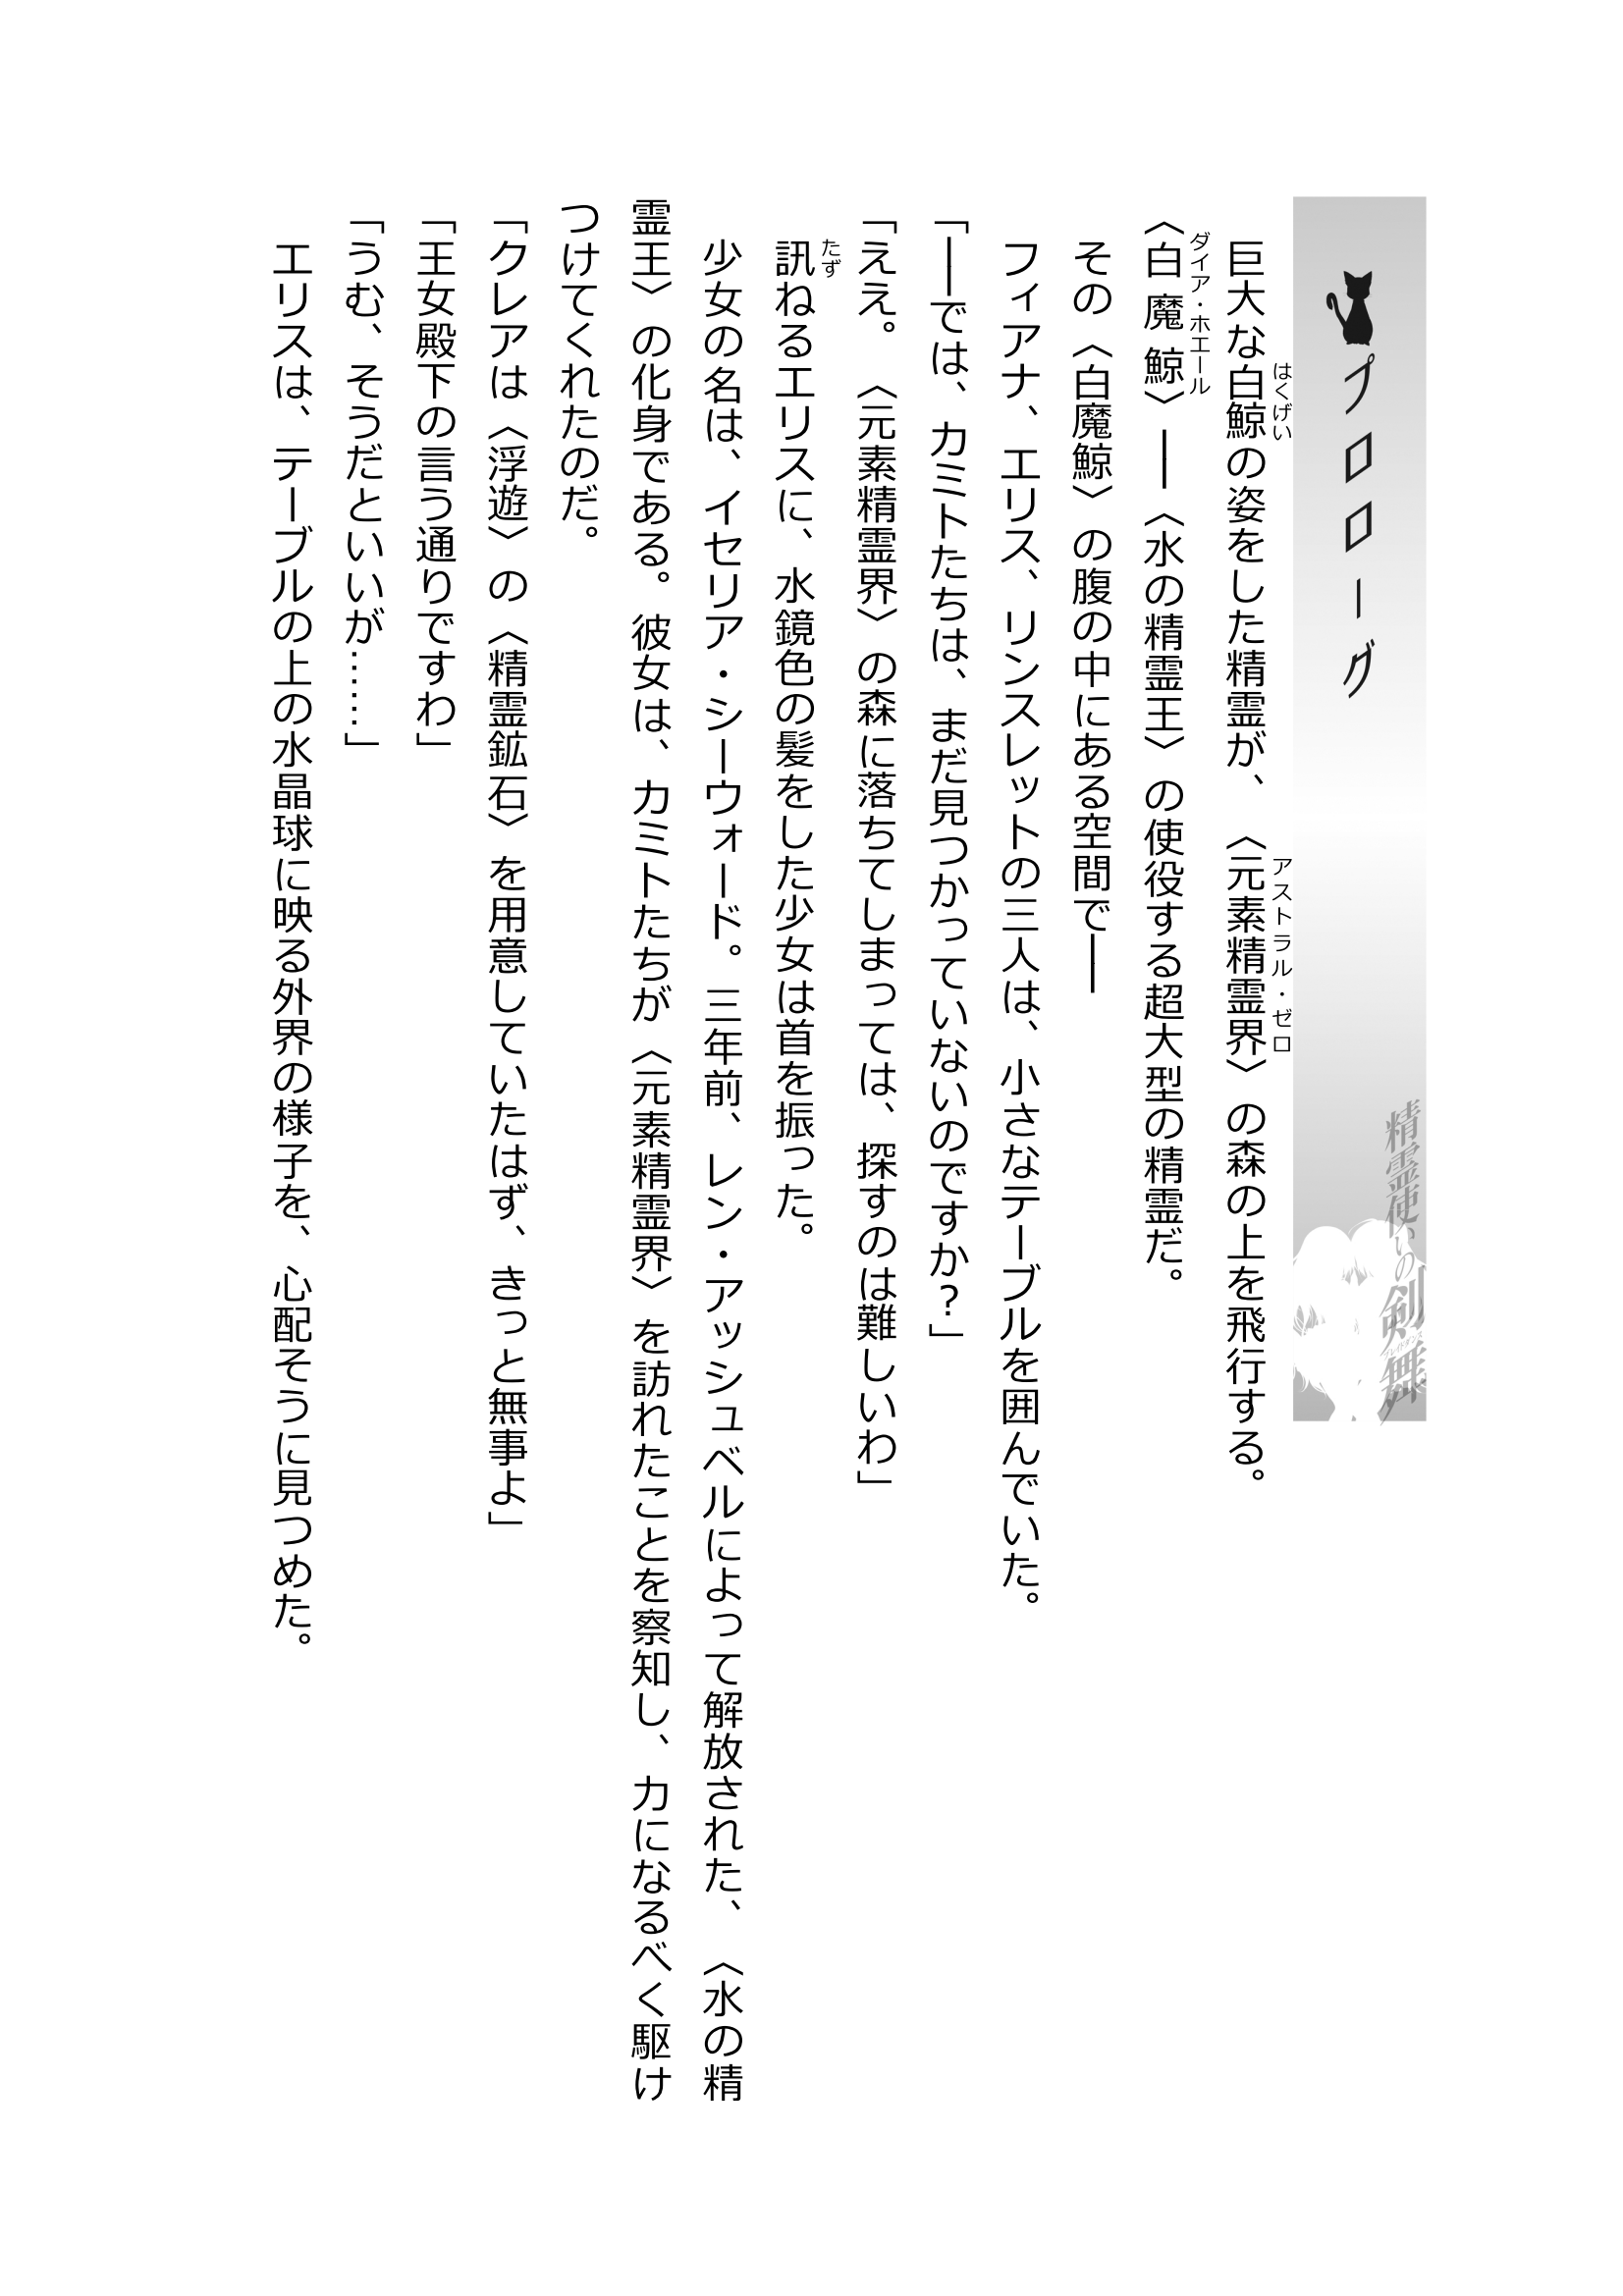 プロローグ
精霊使いの剣舞
ブレイドダンス
巨大な白鯨の姿をした精霊が、〈元素精霊界〉の森の上を飛行する。
はくげい
アストラル・ゼロ
〈白魔鯨〉――〈水の精霊王〉の使役する超大型の精霊だ。
ダイア・ホエール
その〈白魔鯨〉の腹の中にある空間で――
フィアナ、エリス、リンスレットの三人は、小さなテーブルを囲んでいた。
「――では、カミトたちは、まだ見つかっていないのですか？」
「ええ。〈元素精霊界〉の森に落ちてしまっては、探すのは難しいわ」
訊ねるエリスに、水鏡色の髪をした少女は首を振った。
たず
少女の名は、イセリア・シーウォード。三年前、レン・アッシュベルによって解放された、〈水の精
霊王〉の化身である。彼女は、カミトたちが〈元素精霊界〉を訪れたことを察知し、力になるべく駆け
つけてくれたのだ。
「クレアは〈浮遊〉の〈精霊鉱石〉を用意していたはず、きっと無事よ」
「王女殿下の言う通りですわ」
「うむ、そうだといいが……」
エリスは、テーブルの上の水晶球に映る外界の様子を、心配そうに見つめた。